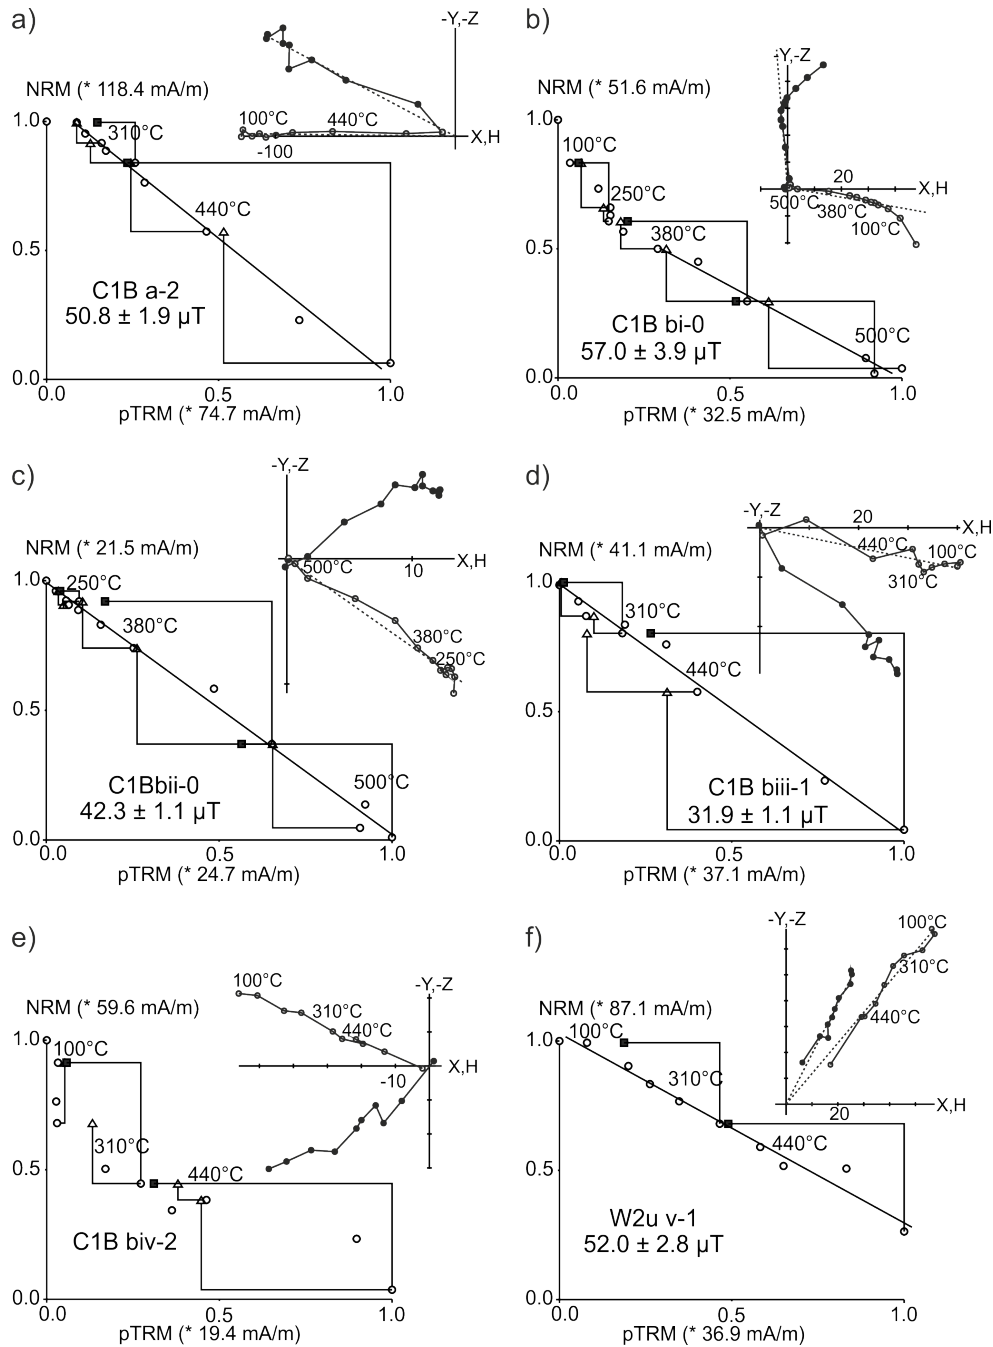 a)
-Y,-Z
NRM (* 118.4 mA/m)
1.0
310°C
100°C
440°C
X,H
-100
440°C
0.5
C1B a-2
50.8 ± 1.9 µT
0.0
0.0
0.5
1.0
pTRM (* 74.7 mA/m)
b)
-Y,-Z
NRM (* 51.6 mA/m)
1.0
100°C
250°C
20
X,H
500°C
380°C
100°C
380°C
0.5
C1B bi-0
57.0 ± 3.9 µT
500°C
0.0
0.0
0.5
1.0
pTRM (* 32.5 mA/m)
c)
-Y,-Z
NRM (* 21.5 mA/m)
X,H
500°C
10
1.0
250°C
380°C
380°C
250°C
0.5
C1Bbii-0
42.3 ± 1.1 µT
500°C
0.0
0.0
0.5
1.0
pTRM (* 24.7 mA/m)
d)
-Y,-Z
20
X,H
NRM (* 41.1 mA/m)
440°C
100°C
310°C
1.0
310°C
440°C
0.5
C1B biii-1
31.9 ± 1.1 µT
0.0
0.0
0.5
1.0
pTRM (* 37.1 mA/m)
e)
100°C
-Y,-Z
NRM (* 59.6 mA/m)
310°C
440°C
1.0
100°C
-10
X,H
310°C
440°C
0.5
C1B biv-2
0.0
0.0
0.5
1.0
pTRM (* 19.4 mA/m)
f)
-Y,-Z
100°C
310°C
NRM (* 87.1 mA/m)
440°C
1.0
100°C
310°C
20
X,H
440°C
0.5
W2u v-1
52.0 ± 2.8 µT
0.0
0.0
0.5
1.0
pTRM (* 36.9 mA/m)